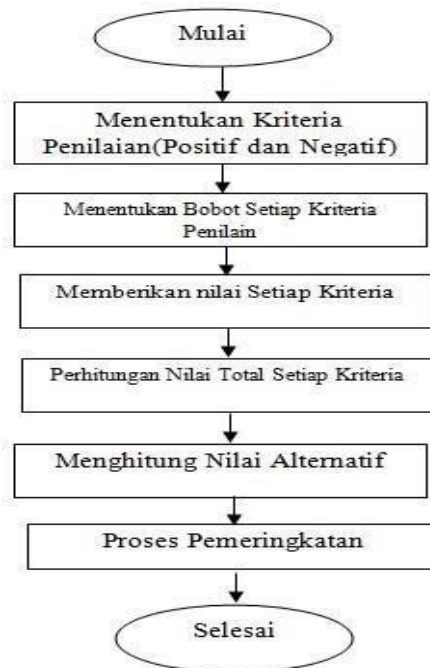 Mulai
Menentukan Kriteria
Penilaian(Positif dan Negatif)
Menentukan Bobot Setiap Kriteria
Penilain
Memberikan nilai Setiap Kriteria
Perhitungan Nilai Total Setiap Kriteria
Menghitung Nilai Alternatif
Proses Pemeringkatan
Selesai